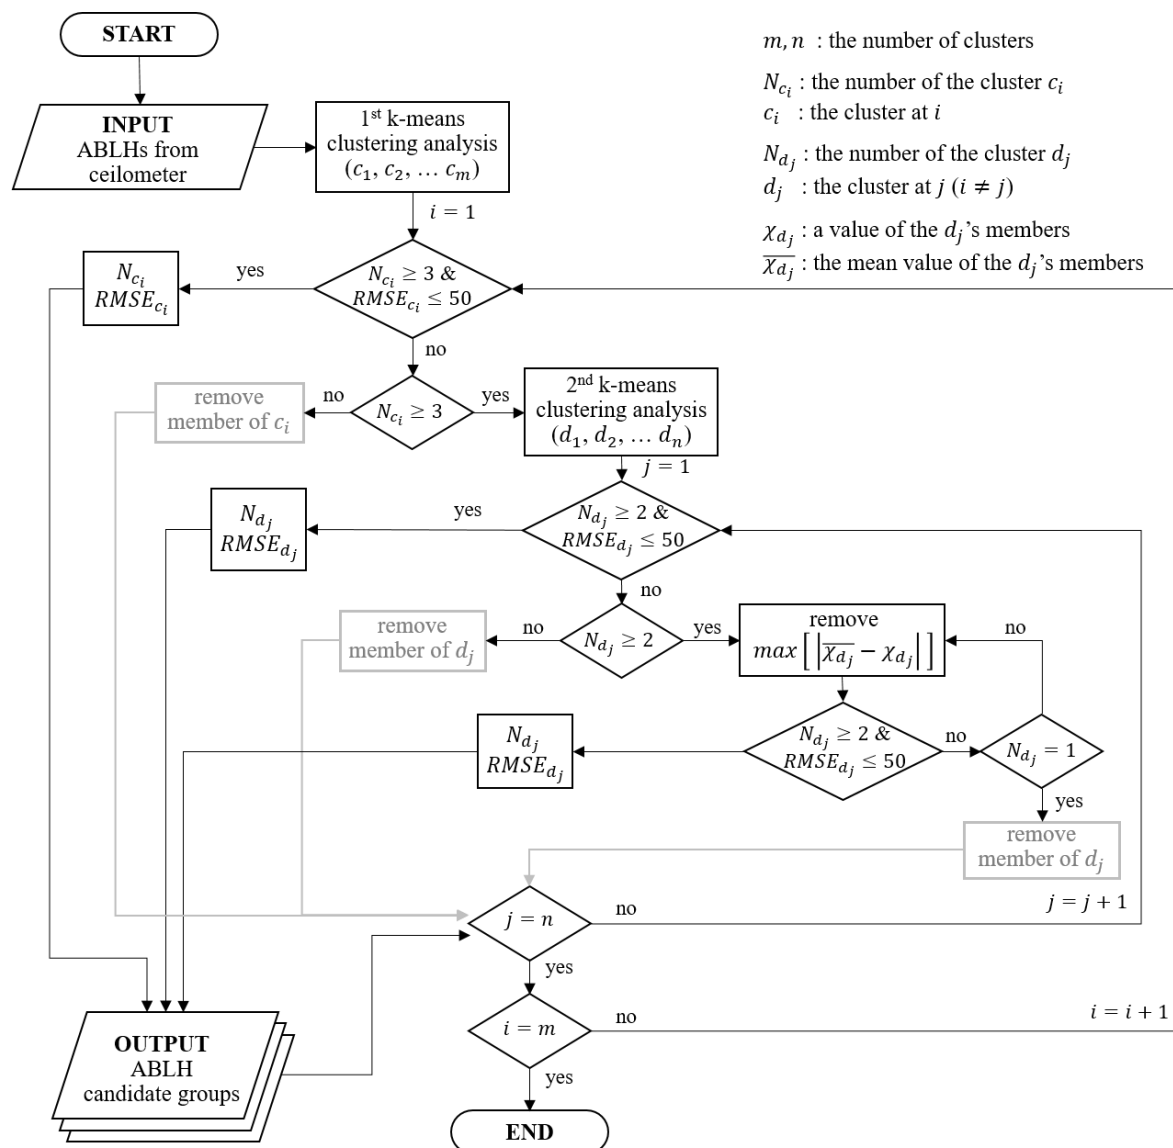 START
INPUT
ABLHs from
ceilometer
1st k-means
clustering analysis
(c₁, c₂, … cₘ)
m, n : the number of clusters
N_{c_i} : the number of the cluster c_i
c_i : the cluster at i
N_{d_j} : the number of the cluster d_j
d_j : the cluster at j (i ≠ j)
χ_{d_j} : a value of the d_j’s members
\overline{χ_{d_j}} : the mean value of the d_j’s members
i = 1
N_{c_i} ≥ 3 &
RMSE_{c_i} ≤ 50
yes
N_{c_i}
RMSE_{c_i}
no
N_{c_i} ≥ 3
no
remove
member of c_i
yes
2nd k-means
clustering analysis
(d₁, d₂, … dₙ)
j = 1
N_{d_j} ≥ 2 &
RMSE_{d_j} ≤ 50
yes
N_{d_j}
RMSE_{d_j}
no
N_{d_j} ≥ 2
no
remove
member of d_j
yes
remove
max[|\overline{χ_{d_j}} − χ_{d_j}|]
no
N_{d_j} ≥ 2 &
RMSE_{d_j} ≤ 50
N_{d_j}
RMSE_{d_j}
no
N_{d_j} = 1
yes
remove
member of d_j
j = n
no
j = j + 1
yes
i = m
no
i = i + 1
yes
END
OUTPUT
ABLH
candidate groups